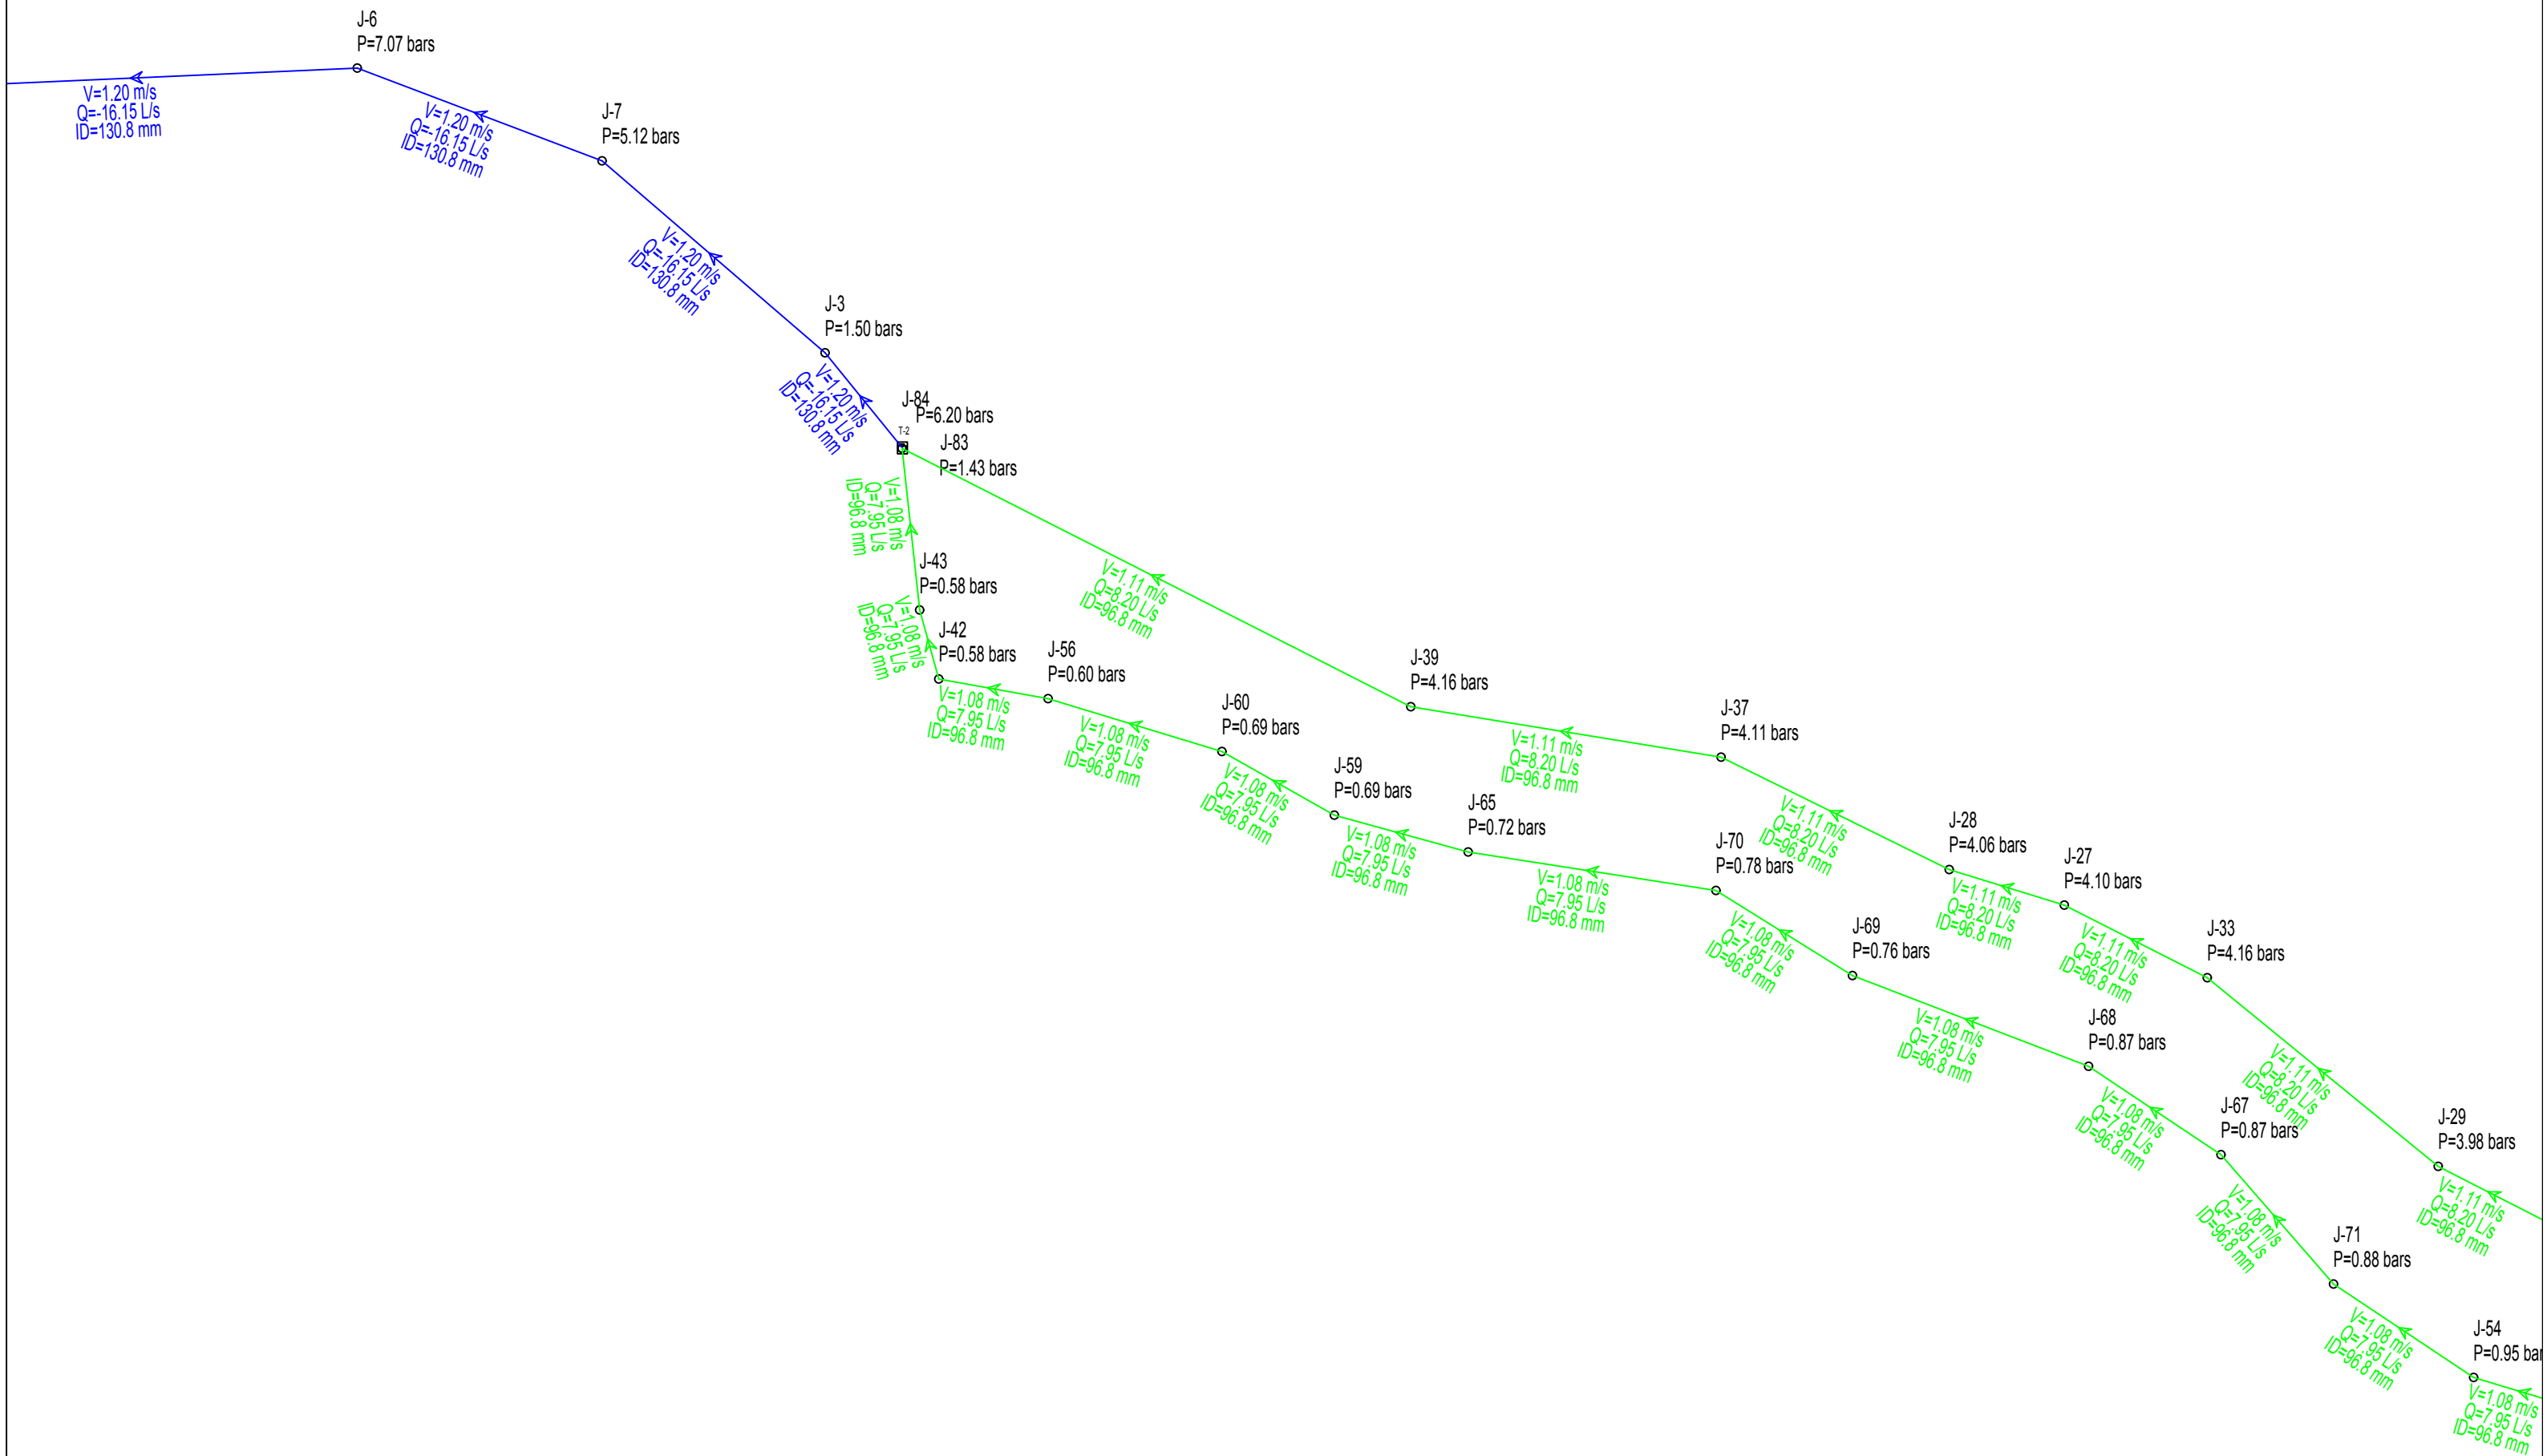 J-6
P=7.07 bars
V=1.20 m/s
Q=-16.15 L/s
ID=130.8 mm
V=1.20 m/s
Q=-16.15 L/s
ID=130.8 mm
J-7
P=5.12 bars
V=1.20 m/s
Q=-16.15 L/s
ID=130.8 mm
J-3
P=1.50 bars
V=1.20 m/s
Q=-16.15 L/s
ID=130.8 mm
J-84
P=6.20 bars
T-2
J-83
P=1.43 bars
V=1.08 m/s
Q=7.95 L/s
ID=96.8 mm
J-43
P=0.58 bars
V=1.08 m/s
Q=7.95 L/s
ID=96.8 mm
J-42
P=0.58 bars
V=1.08 m/s
Q=7.95 L/s
ID=96.8 mm
J-56
P=0.60 bars
V=1.08 m/s
Q=7.95 L/s
ID=96.8 mm
J-60
P=0.69 bars
V=1.08 m/s
Q=7.95 L/s
ID=96.8 mm
J-59
P=0.69 bars
V=1.08 m/s
Q=7.95 L/s
ID=96.8 mm
J-65
P=0.72 bars
V=1.08 m/s
Q=7.95 L/s
ID=96.8 mm
J-70
P=0.78 bars
V=1.08 m/s
Q=7.95 L/s
ID=96.8 mm
J-69
P=0.76 bars
V=1.08 m/s
Q=7.95 L/s
ID=96.8 mm
J-68
P=0.87 bars
V=1.08 m/s
Q=7.95 L/s
ID=96.8 mm
J-67
P=0.87 bars
V=1.08 m/s
Q=7.95 L/s
ID=96.8 mm
J-71
P=0.88 bars
V=1.08 m/s
Q=7.95 L/s
ID=96.8 mm
J-54
P=0.95 bar
V=1.08 m/s
Q=7.95 L/s
ID=96.8 mm
V=1.11 m/s
Q=8.20 L/s
ID=96.8 mm
J-39
P=4.16 bars
V=1.11 m/s
Q=8.20 L/s
ID=96.8 mm
J-37
P=4.11 bars
V=1.11 m/s
Q=8.20 L/s
ID=96.8 mm
J-28
P=4.06 bars
V=1.11 m/s
Q=8.20 L/s
ID=96.8 mm
J-27
P=4.10 bars
V=1.11 m/s
Q=8.20 L/s
ID=96.8 mm
J-33
P=4.16 bars
V=1.11 m/s
Q=8.20 L/s
ID=96.8 mm
J-29
P=3.98 bars
V=1.11 m/s
Q=8.20 L/s
ID=96.8 mm